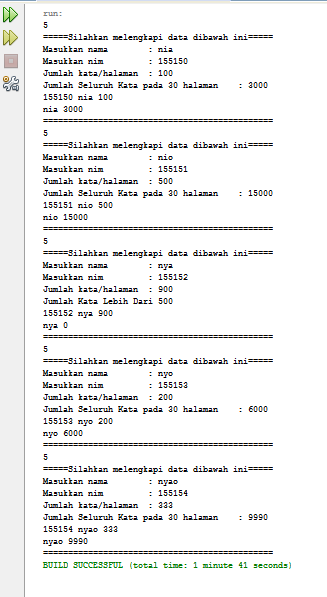 run:
5
=====Silahkan melengkapi data dibawah ini=====
Masukkan nama        : nia
Masukkan nim         : 155150
Jumlah kata/halaman  : 100
Jumlah Seluruh Kata pada 30 halaman    : 3000
155150 nia 100
nia 3000
==============================================
5
=====Silahkan melengkapi data dibawah ini=====
Masukkan nama        : nio
Masukkan nim         : 155151
Jumlah kata/halaman  : 500
Jumlah Seluruh Kata pada 30 halaman    : 15000
155151 nio 500
nio 15000
==============================================
5
=====Silahkan melengkapi data dibawah ini=====
Masukkan nama        : nya
Masukkan nim         : 155152
Jumlah kata/halaman  : 900
Jumlah Kata Lebih Dari 500
155152 nya 900
nya 0
==============================================
5
=====Silahkan melengkapi data dibawah ini=====
Masukkan nama        : nyo
Masukkan nim         : 155153
Jumlah kata/halaman  : 200
Jumlah Seluruh Kata pada 30 halaman    : 6000
155153 nyo 200
nyo 6000
==============================================
5
=====Silahkan melengkapi data dibawah ini=====
Masukkan nama        : nyao
Masukkan nim         : 155154
Jumlah kata/halaman  : 333
Jumlah Seluruh Kata pada 30 halaman    : 9990
155154 nyao 333
nyao 9990
==============================================
BUILD SUCCESSFUL (total time: 1 minute 41 seconds)